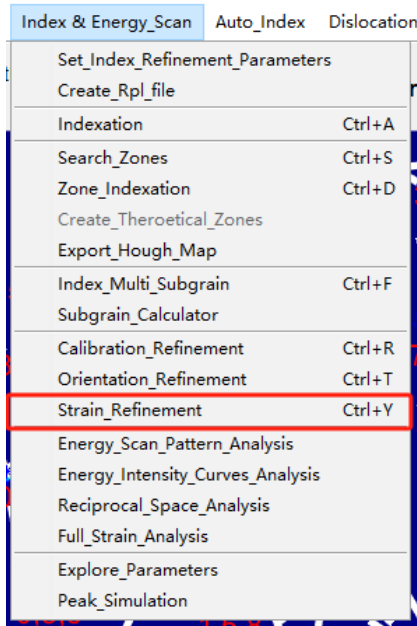 Index & Energy_Scan Auto_Index Dislocation
Set_Index_Refinement_Parameters
Create_Rpl_file
Indexation Ctrl+A
Search_Zones Ctrl+S
Zone_Indexation Ctrl+D
Create_Theroetical_Zones
Export_Hough_Map
Index_Multi_Subgrain Ctrl+F
Subgrain_Calculator
Calibration_Refinement Ctrl+R
Orientation_Refinement Ctrl+T
Strain_Refinement Ctrl+Y
Energy_Scan_Pattern_Analysis
Energy_Intensity_Curves_Analysis
Reciprocal_Space_Analysis
Full_Strain_Analysis
Explore_Parameters
Peak_Simulation